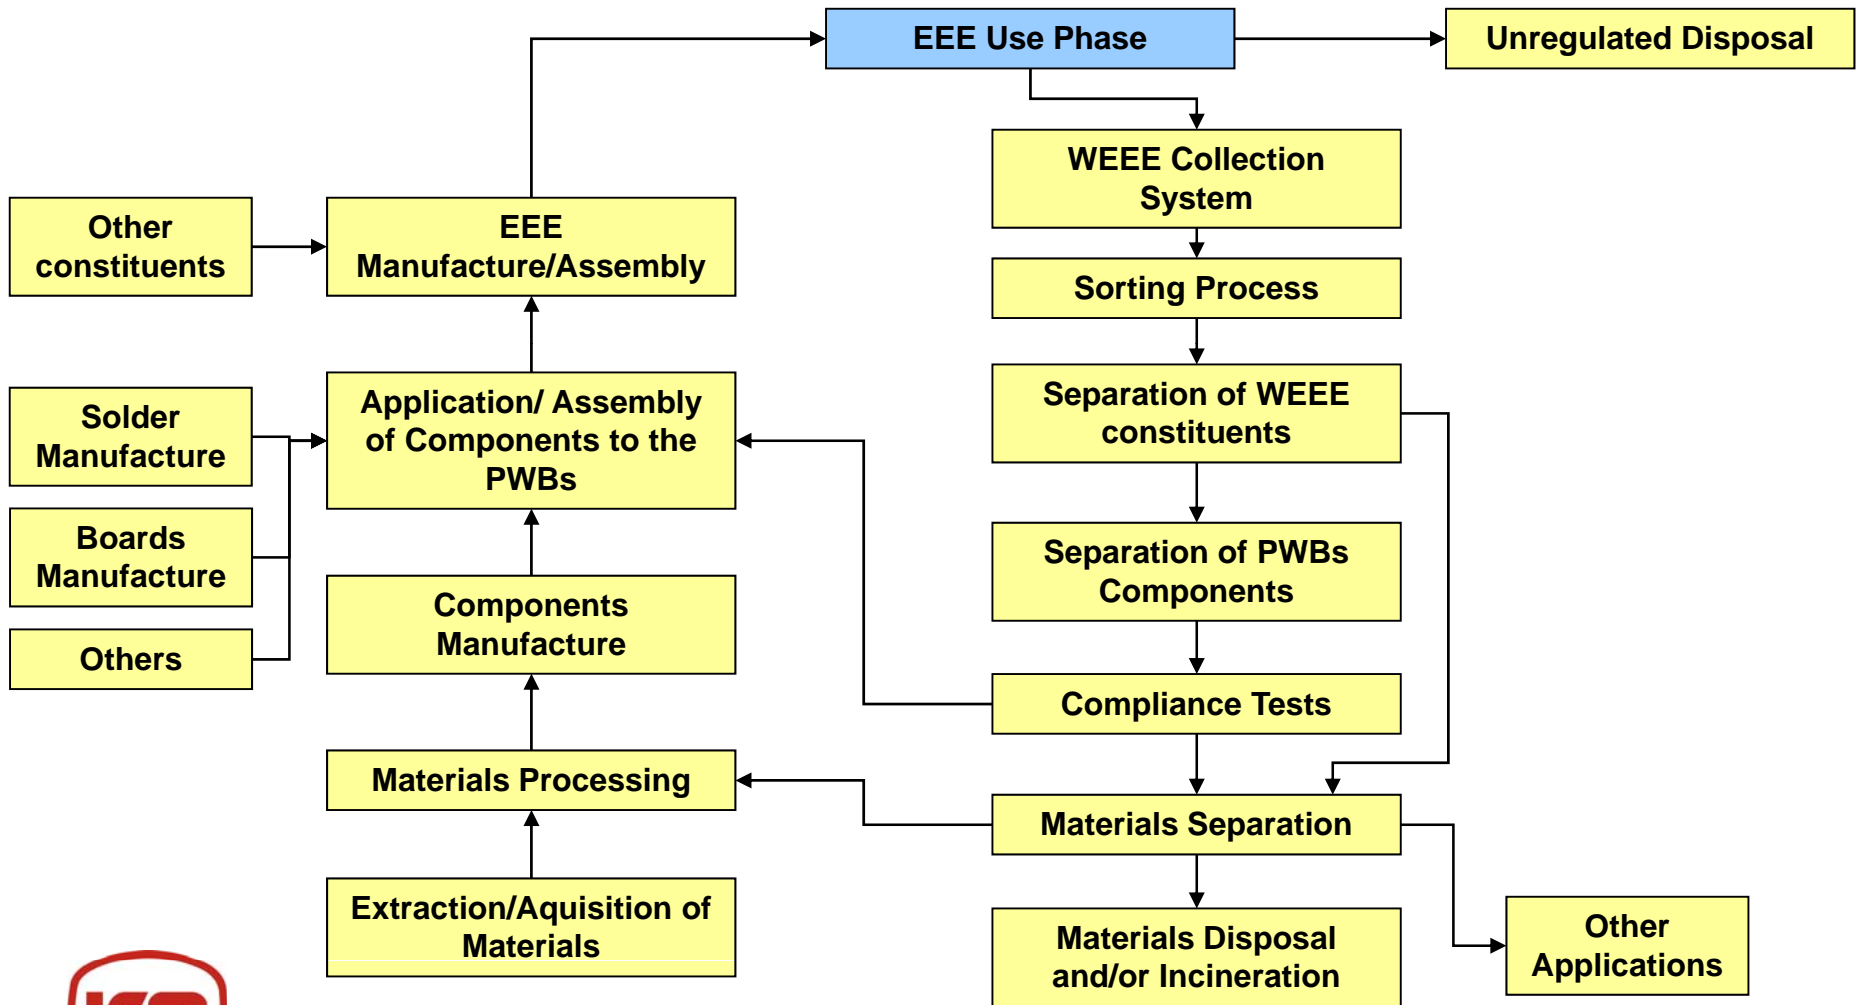 EEE Use Phase
Unregulated Disposal
WEEE Collection
System
Other
constituents
EEE
Manufacture/Assembly
Sorting Process
Solder
Manufacture
Application/ Assembly
of Components to the
PWBs
Separation of WEEE
constituents
Boards
Manufacture
Separation of PWBs
Components
Components
Manufacture
Others
Compliance Tests
Materials Processing
Materials Separation
Extraction/Aquisition of
Materials
Materials Disposal
and/or Incineration
Other
Applications